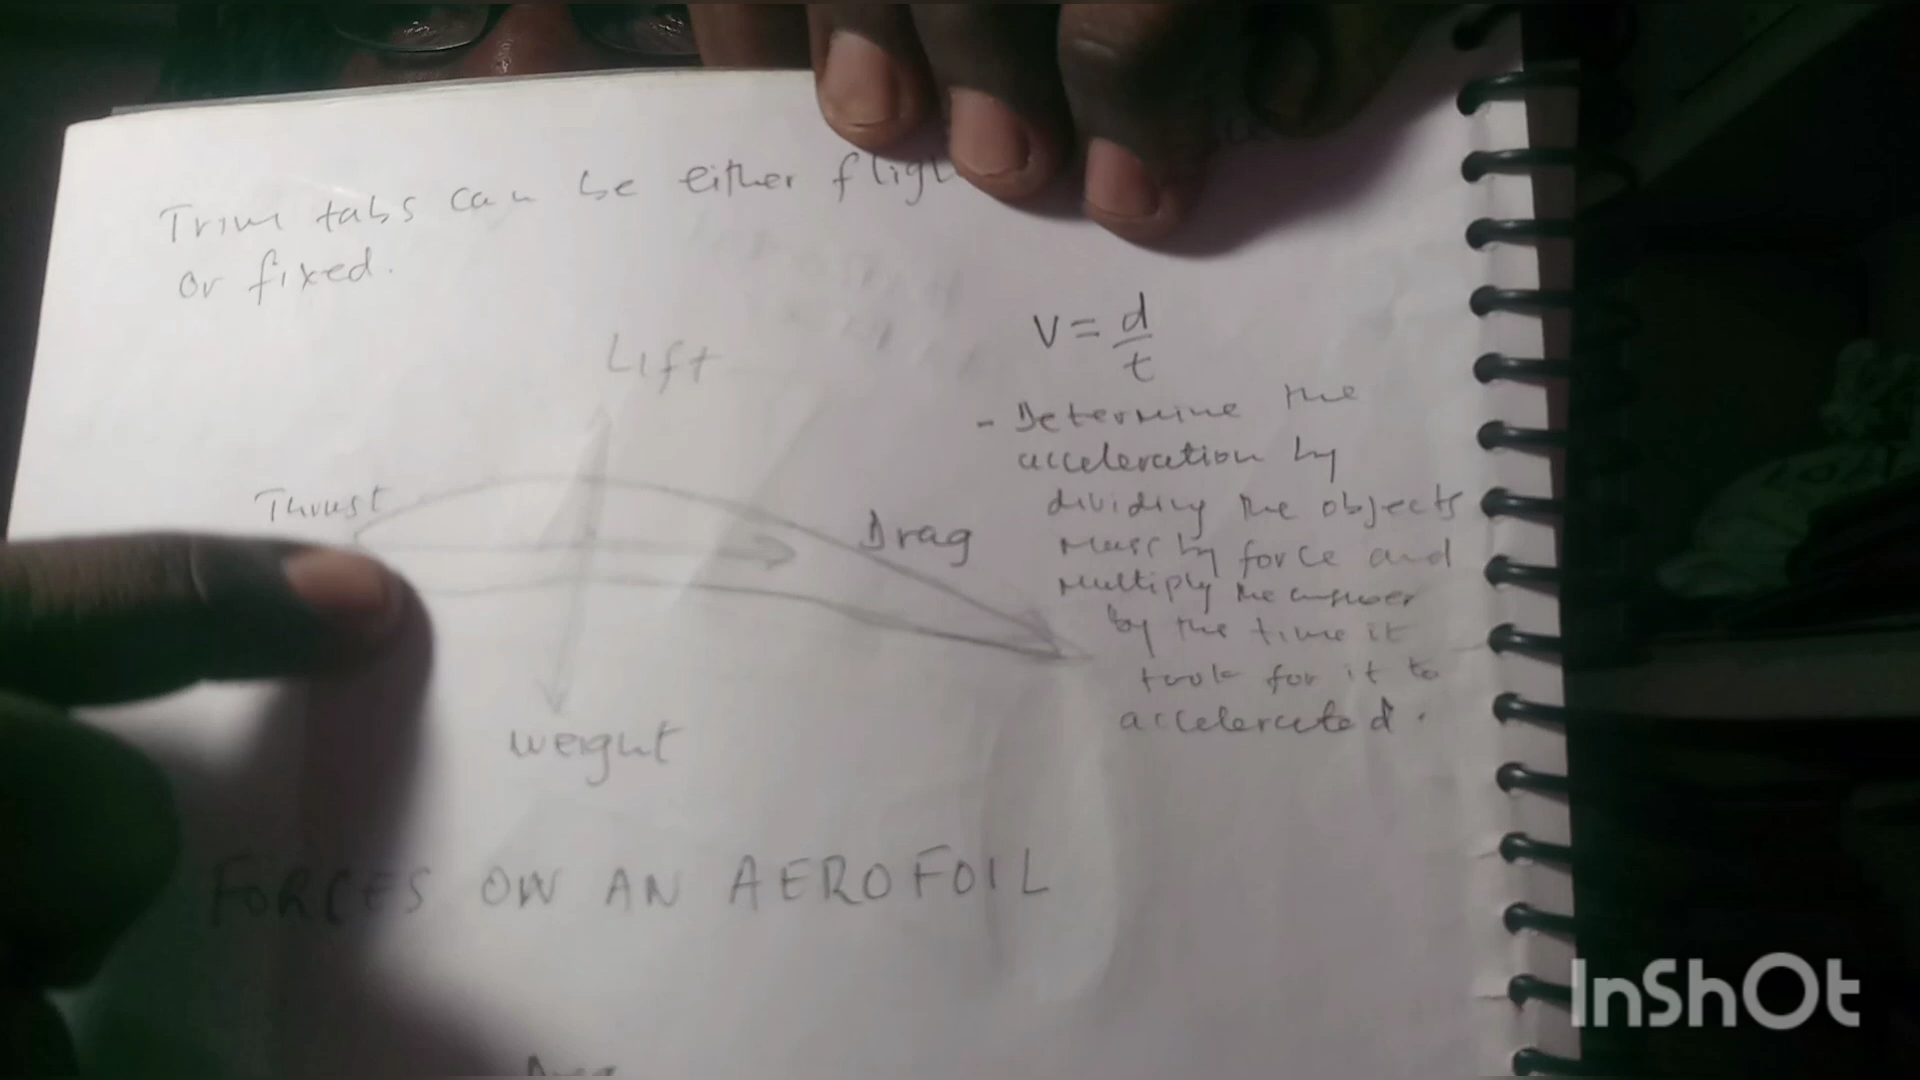 Trim tabs can be either flight
or fixed.
Lift
Thrust
Drag
weight
V = d
t
- Determine the
acceleration by
dividing the objects
mass by force and
multiply the answer
by the time it
took for it to
accelerated.
FORCES ON AN AEROFOIL
InShOt